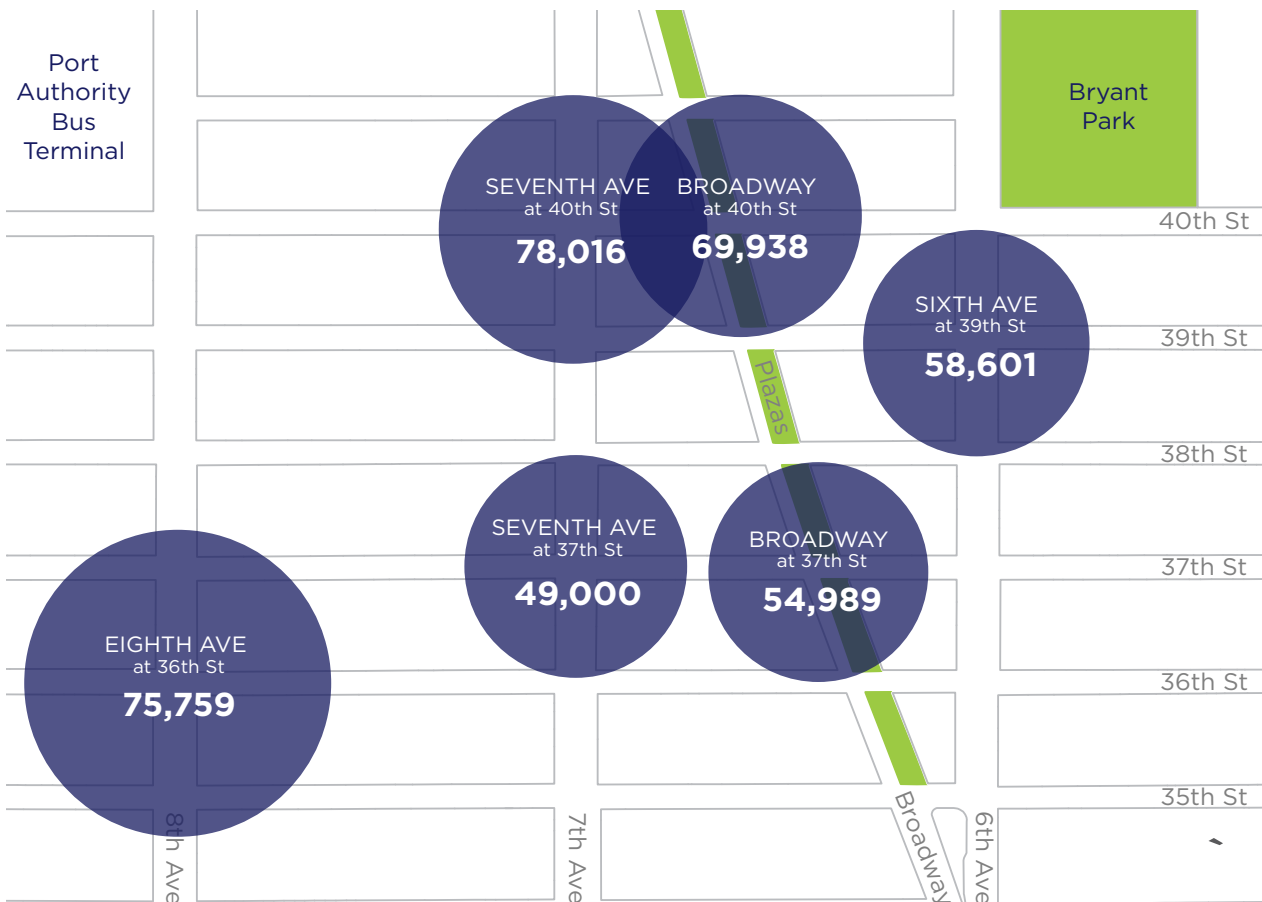 Port
Authority
Bus
Terminal
Bryant
Park
SEVENTH AVE
at 40th St
78,016
BROADWAY
at 40th St
69,938
40th St
SIXTH AVE
at 39th St
58,601
39th St
Plazas
38th St
SEVENTH AVE
at 37th St
49,000
BROADWAY
at 37th St
54,989
37th St
EIGHTH AVE
at 36th St
75,759
36th St
35th St
8th Ave
7th Ave
Broadway
6th Ave